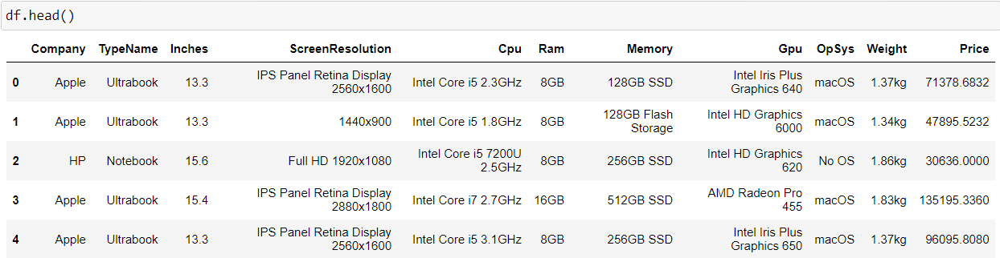 df.head()
Company TypeName Inches ScreenResolution Cpu Ram Memory Gpu OpSys Weight Price
0 Apple Ultrabook 13.3 IPS Panel Retina Display 2560x1600 Intel Core i5 2.3GHz 8GB 128GB SSD Intel Iris Plus Graphics 640 macOS 1.37kg 71378.6832
1 Apple Ultrabook 13.3 1440x900 Intel Core i5 1.8GHz 8GB 128GB Flash Storage Intel HD Graphics 6000 macOS 1.34kg 47895.5232
2 HP Notebook 15.6 Full HD 1920x1080 Intel Core i5 7200U 2.5GHz 8GB 256GB SSD Intel HD Graphics 620 No OS 1.86kg 30636.0000
3 Apple Ultrabook 15.4 IPS Panel Retina Display 2880x1800 Intel Core i7 2.7GHz 16GB 512GB SSD AMD Radeon Pro 455 macOS 1.83kg 135195.3360
4 Apple Ultrabook 13.3 IPS Panel Retina Display 2560x1600 Intel Core i5 3.1GHz 8GB 256GB SSD Intel Iris Plus Graphics 650 macOS 1.37kg 96095.8080